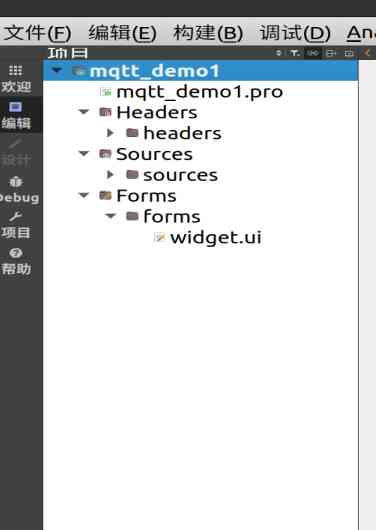 文件(F) 编辑(E) 构建(B) 调试(D) Ana
项目
mqtt_demo1
欢迎
mqtt_demo1.pro
Headers
编辑
headers
Sources
设计
sources
Debug
Forms
forms
项目
widget.ui
帮助